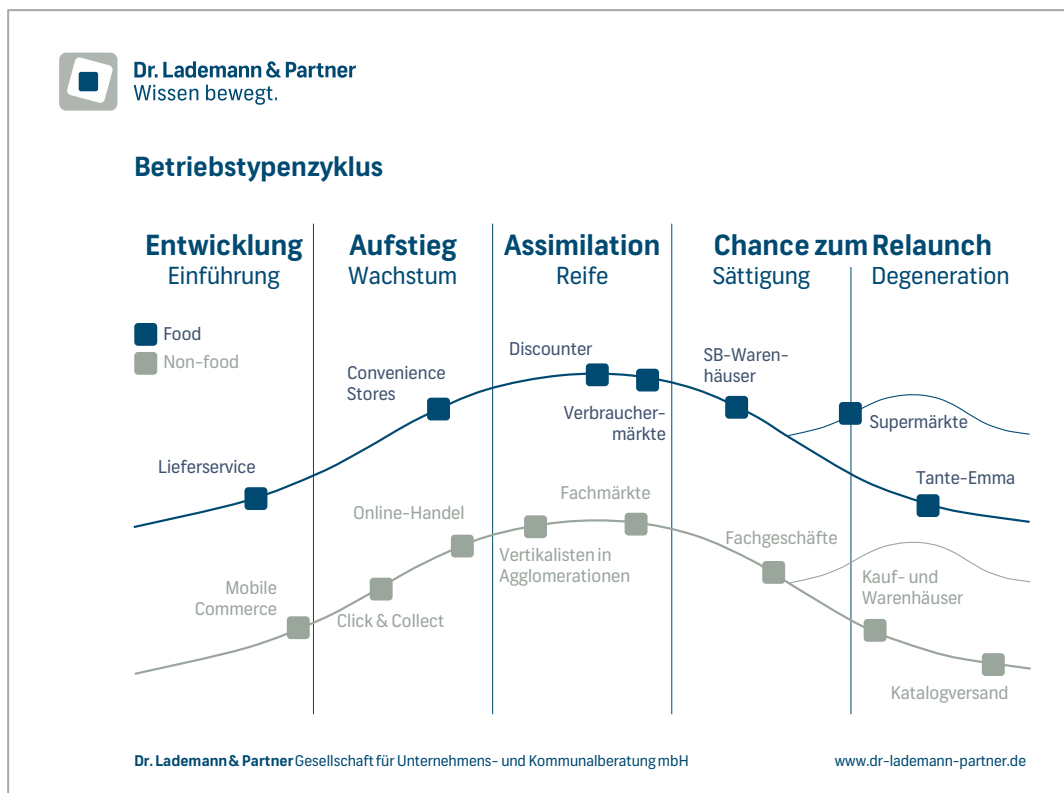 Dr. Lademann & Partner
Wissen bewegt.
Betriebstypenzyklus
Entwicklung
Einführung
Aufstieg
Wachstum
Assimilation
Reife
Chance zum Relaunch
Sättigung
Degeneration
Food
Non-food
Lieferservice
Convenience
Stores
Discounter
Verbraucher-
märkte
SB-Waren-
häuser
Supermärkte
Tante-Emma
Mobile
Commerce
Click & Collect
Online-Handel
Vertikalisten in
Agglomerationen
Fachmärkte
Fachgeschäfte
Kauf- und
Warenhäuser
Katalogversand
Dr. Lademann & Partner Gesellschaft für Unternehmens- und Kommunalberatung mbH
www.dr-lademann-partner.de